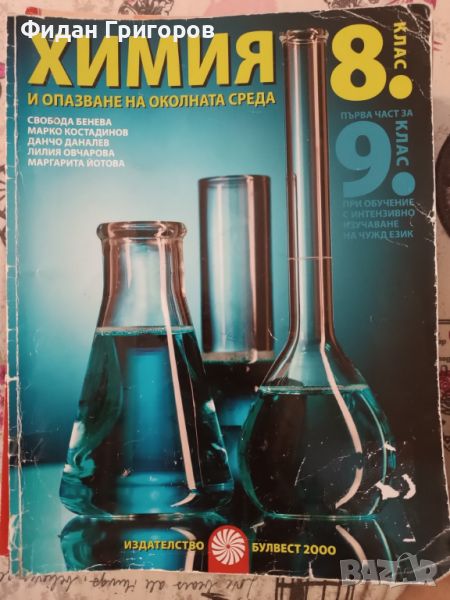 Фидан Григоров
ХИМИЯ
И ОПАЗВАНЕ НА ОКОЛНАТА СРЕДА
СВОБОДА БЕНЕВА
МАРКО КОСТАДИНОВ
ДАНЧО ДАНАЛЕВ
ЛИЛИЯ ОВЧАРОВА
МАРГАРИТА ЙОТОВА
8. КЛАС
ПЪРВА ЧАСТ ЗА
9. КЛАС
ПРИ ОБУЧЕНИЕ
С ИНТЕНЗИВНО
ИЗУЧАВАНЕ
НА ЧУЖД ЕЗИК
ИЗДАТЕЛСТВО БУЛВЕСТ 2000